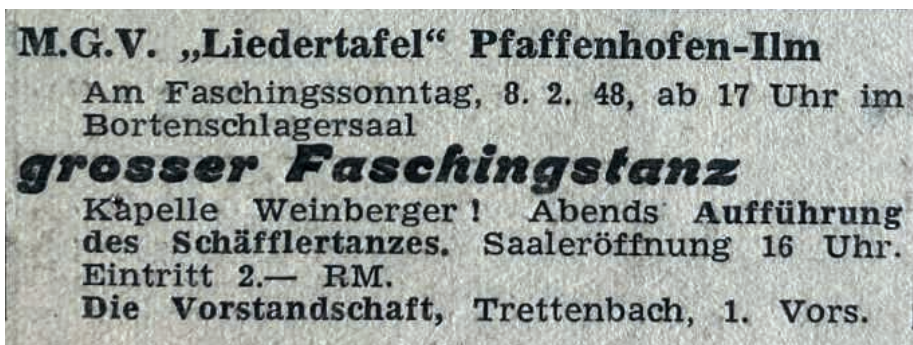 M.G.V. „Liedertafel“ Pfaffenhofen-Ilm
Am Faschingssonntag, 8. 2. 48, ab 17 Uhr im
Bortenschlagersaal
grosser Faschingstanz
Kapelle Weinberger! Abends Aufführung
des Schäfflertanzes. Saaleröffnung 16 Uhr.
Eintritt 2.— RM.
Die Vorstandschaft, Trettenbach, 1. Vors.